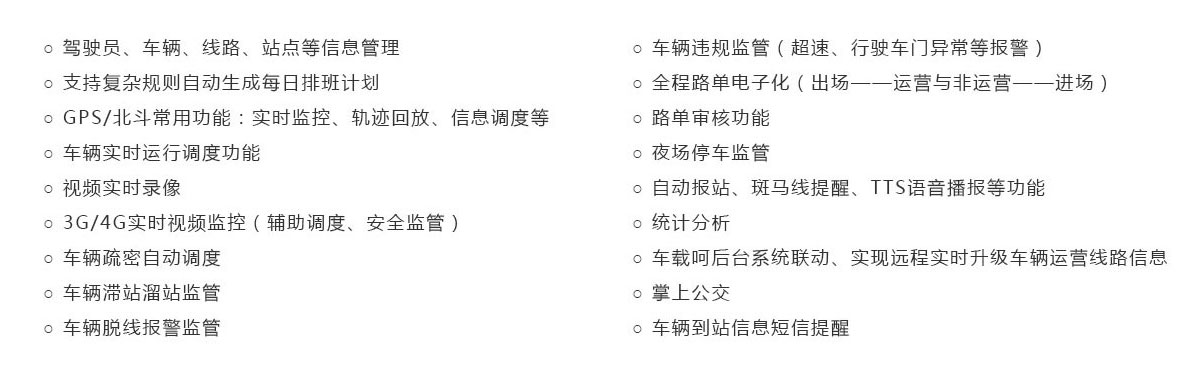 ○ 驾驶员、车辆、线路、站点等信息管理
○ 支持复杂规则自动生成每日排班计划
○ GPS/北斗常用功能：实时监控、轨迹回放、信息调度等
○ 车辆实时运行调度功能
○ 视频实时录像
○ 3G/4G实时视频监控（辅助调度、安全监管）
○ 车辆疏密自动调度
○ 车辆滞站溜站监管
○ 车辆脱线报警监管
○ 车辆违规监管（超速、行驶车门异常等报警）
○ 全程路单电子化（出场——运营与非运营——进场）
○ 路单审核功能
○ 夜场停车监管
○ 自动报站、斑马线提醒、TTS语音播报等功能
○ 统计分析
○ 车载呵后台系统联动、实现远程实时升级车辆运营线路信息
○ 掌上公交
○ 车辆到站信息短信提醒